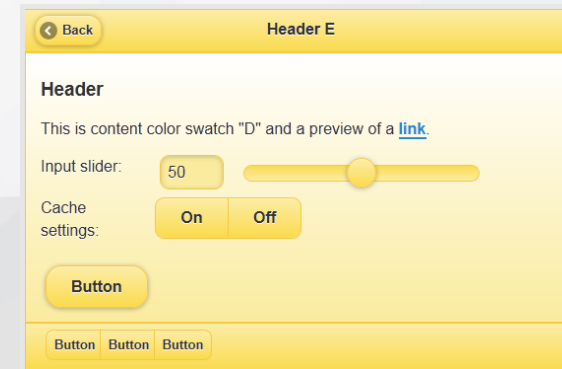 Back
Header E
Header
This is content color swatch "D" and a preview of a link.
Input slider:
50
Cache
settings:
On
Off
Button
Button Button Button